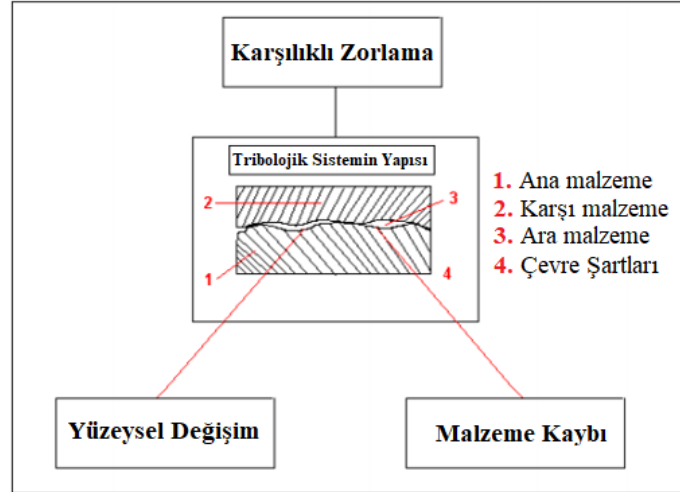 Karşılıklı Zorlama
Tribolojik Sistemin Yapısı
2
3
1
4
1. Ana malzeme
2. Karşı malzeme
3. Ara malzeme
4. Çevre Şartları
Yüzeysel Değişim
Malzeme Kaybı